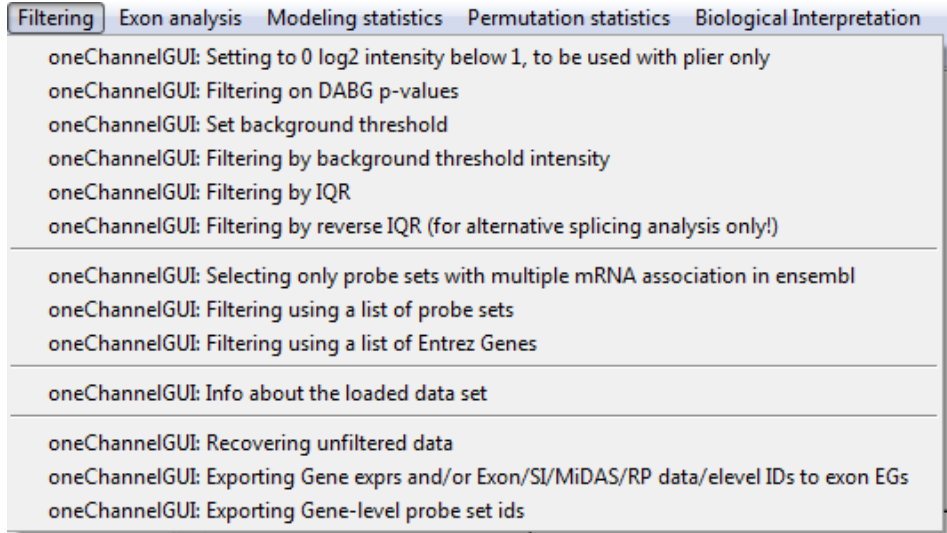 Filtering Exon analysis Modeling statistics Permutation statistics Biological Interpretation
oneChannelGUI: Setting to 0 log2 intensity below 1, to be used with plier only
oneChannelGUI: Filtering on DABG p-values
oneChannelGUI: Set background threshold
oneChannelGUI: Filtering by background threshold intensity
oneChannelGUI: Filtering by IQR
oneChannelGUI: Filtering by reverse IQR (for alternative splicing analysis only!)
oneChannelGUI: Selecting only probe sets with multiple mRNA association in ensembl
oneChannelGUI: Filtering using a list of probe sets
oneChannelGUI: Filtering using a list of Entrez Genes
oneChannelGUI: Info about the loaded data set
oneChannelGUI: Recovering unfiltered data
oneChannelGUI: Exporting Gene exprs and/or Exon/SI/MiDAS/RP data/elevel IDs to exon EGs
oneChannelGUI: Exporting Gene-level probe set ids